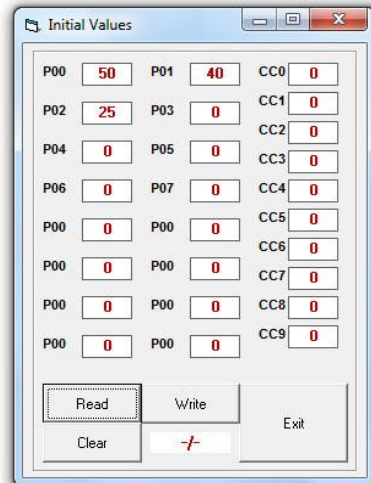 Initial Values
P00 50 P01 40 CC0 0
P02 25 P03 0 CC1 0
CC2 0
P04 0 P05 0 CC3 0
P06 0 P07 0 CC4 0
P00 0 P00 0 CC5 0
CC6 0
P00 0 P00 0 CC7 0
P00 0 P00 0 CC8 0
P00 0 P00 0 CC9 0
Read Write Exit
Clear -/-